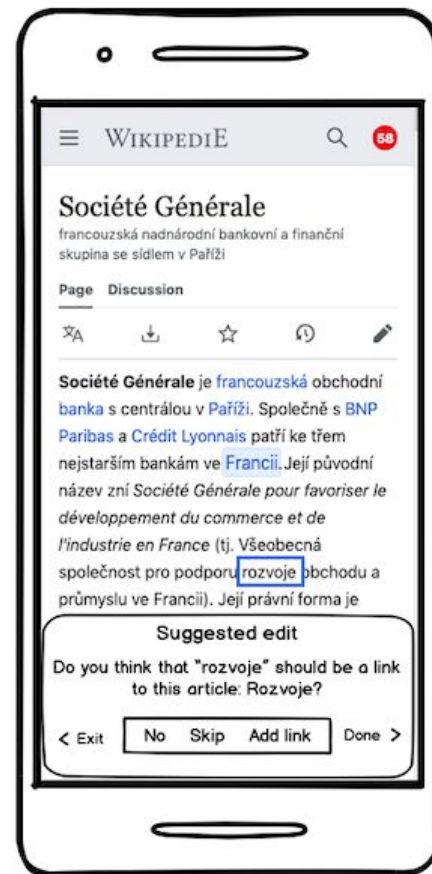 WIKIPEDIE
58
Société Générale
francouzská nadnárodní bankovní a finanční
skupina se sídlem v Paříži
Page Discussion
Société Générale je francouzská obchodní
banka s centrálou v Paříži. Společně s BNP
Paribas a Crédit Lyonnais patří ke třem
nejstarším bankám ve Francii. Její původní
název zní Société Générale pour favoriser le
développement du commerce et de
l'industrie en France (tj. Všeobecná
společnost pro podporu rozvoje obchodu a
průmyslu ve Francii). Její právní forma je
Suggested edit
Do you think that "rozvoje" should be a link
to this article: Rozvoje?
< Exit No Skip Add link Done >